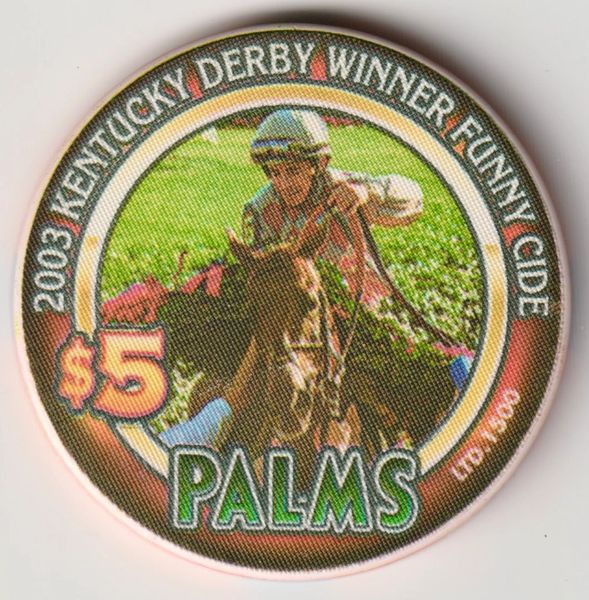 2003 KENTUCKY DERBY WINNER FUNNY CIDE
$5
LTD. 1500
PALMS